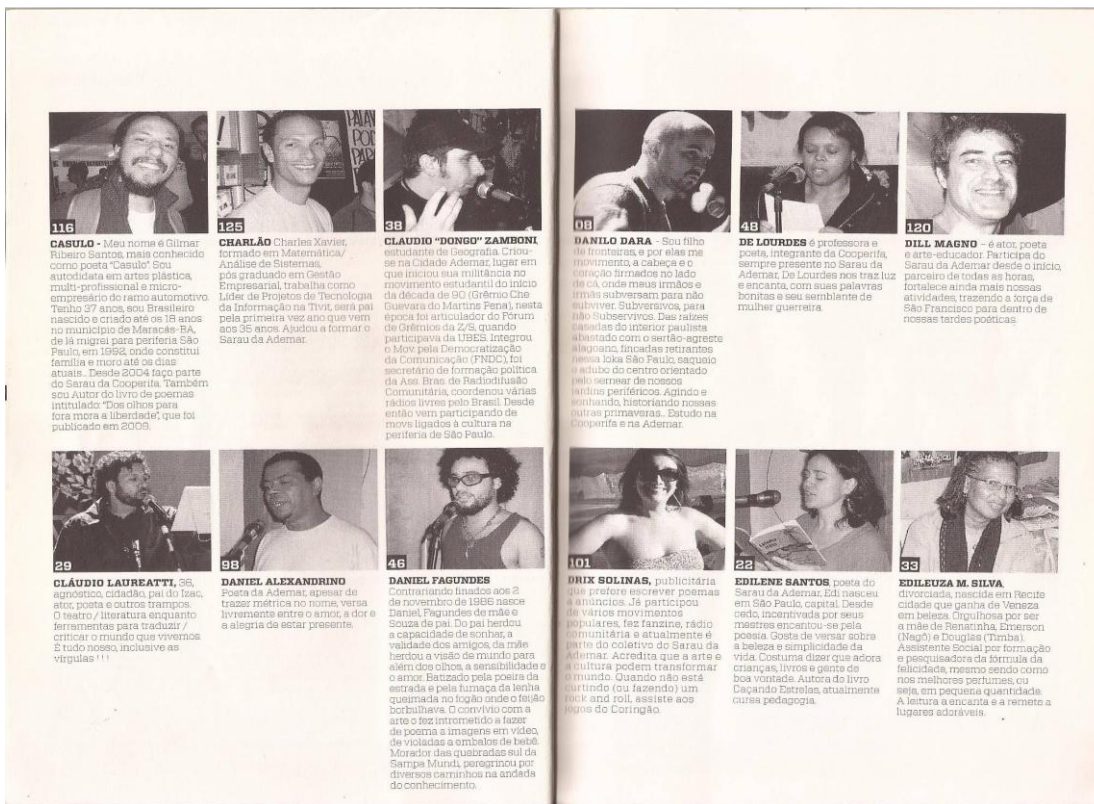 116
CASULO - Meu nome é Gilmar
Ribeiro Santos, mais conhecido
como poeta "Casulo". Sou
autodidata em artes plástica,
multi-profissional e micro-
empresário do ramo automotivo.
Tenho 37 anos, sou Brasileiro
nascido e criado até os 18 anos
no município de Maracás-BA,
de lá migrei para periferia São
Paulo, em 1992, onde constitui
família e moro até os dias
atuais... Desde 2004 faço parte
do Sarau da Cooperifa. Também
sou Autor do livro de poemas
intitulado: "Dos olhos para
fora mora a liberdade", que foi
publicado em 2009.
125
CHARLÃO Charles Xavier,
formado em Matemática/
Análise de Sistemas,
pós graduado em Gestão
Empresarial, trabalha como
Líder de Projetos de Tecnologia
da Informação na Tivit, será pai
pela primeira vez ano que vem
aos 35 anos. Ajudou a formar o
Sarau da Ademar.
38
CLAUDIO "DONGO" ZAMBONI,
estudante de Geografia. Criou-
se na Cidade Ademar, lugar em
que iniciou sua militância no
movimento estudantil do início
da década de 90 (Grêmio Che
Guevara do Martins Pena), nesta
época foi articulador do Fórum
de Grêmios da Z/S, quando
participava da UBES. Integrou
o Mov. pela Democratização
da Comunicação (FNDC), foi
secretário de formação política
da Ass. Bras. de Radiodifusão
Comunitária, coordenou várias
rádios livres pelo Brasil. Desde
então vem participando de
movs ligados à cultura na
periferia de São Paulo.
08
DANILO DARA - Sou filho
de fronteiras, e por elas me
movimento, a cabeça e o
coração firmados no lado
de cá, onde meus irmãos e
irmãs subversam para não
subviver. Subversivos, para
não Subservivos. Das raízes
casadas do interior paulista
abastado com o sertão-agreste
alagoano, fincadas retirantes
nessa loka São Paulo, saqueio
e adubo do centro orientado
pelo semear de nossos
jardins periféricos. Agindo e
sonhando, historiando nossas
outras primaveras... Estudo na
Cooperifa e na Ademar.
48
DE LOURDES é professora e
poeta, integrante da Cooperifa,
sempre presente no Sarau da
Ademar, De Lourdes nos traz luz
e encanta, com suas palavras
bonitas e seu semblante de
mulher guerreira.
120
DILL MAGNO - é ator, poeta
e arte-educador. Participa do
Sarau da Ademar desde o início,
parceiro de todas as horas,
fortalece ainda mais nossas
atividades, trazendo a força de
São Francisco para dentro de
nossas tardes poéticas.
29
CLÁUDIO LAUREATTI, 36,
agnóstico, cidadão, pai do Izac,
ator, poeta e outros trampos.
O teatro / literatura enquanto
ferramentas para traduzir /
criticar o mundo que vivemos.
É tudo nosso, inclusive as
vírgulas ! ! !
98
DANIEL ALEXANDRINO
Poeta da Ademar, apesar de
trazer métrica no nome, versa
livremente entre o amor, a dor e
a alegria de estar presente.
46
DANIEL FAGUNDES
Contrariando finados aos 2
de novembro de 1986 nasce
Daniel, Fagundes de mãe e
Souza de pai. Do pai herdou
a capacidade de sonhar, a
validade dos amigos, da mãe
herdou a visão de mundo para
além dos olhos, a sensibilidade o
o amor. Batizado pela poeira da
estrada e pela fumaça da lenha
queimada no fogão onde o feijão
borbulhava. O convívio com a
arte o fez intrometido a fazer
de poema a imagens em vídeo,
de violadas a embalos de bebê.
Morador das quebradas sul da
Sampa Mundi, peregrinou por
diversos caminhos na andada
do conhecimento.
101
DRIX SOLINAS, publicitária
que prefere escrever poemas
a anúncios. Já participou
de vários movimentos
populares, fez fanzine, rádio
comunitária e atualmente é
parte do coletivo do Sarau da
Ademar. Acredita que a arte e
a cultura podem transformar
o mundo. Quando não está
curtindo (ou fazendo) um
rock and roll, assiste aos
jogos do Coringão.
22
EDILENE SANTOS, poeta do
Sarau da Ademar, Edi nasceu
em São Paulo, capital. Desde
cedo, incentivada por seus
mestres encantou-se pela
poesia. Gosta de versar sobre
a beleza e simplicidade da
vida. Costuma dizer que adora
crianças, livros e gente de
boa vontade. Autora do livro
Caçando Estrelas, atualmente
cursa pedagogia.
33
EDILEUZA M. SILVA,
divorciada, nascida em Recife
cidade que ganha de Veneza
em beleza. Orgulhosa por ser
a mãe de Renatinha, Emerson
(Nagô) e Douglas (Timba).
Assistente Social por formação
e pesquisadora da fórmula da
felicidade, mesmo sendo como
nos melhores perfumes, ou
seja, em pequena quantidade.
A leitura a encanta e a remete a
lugares adoráveis.